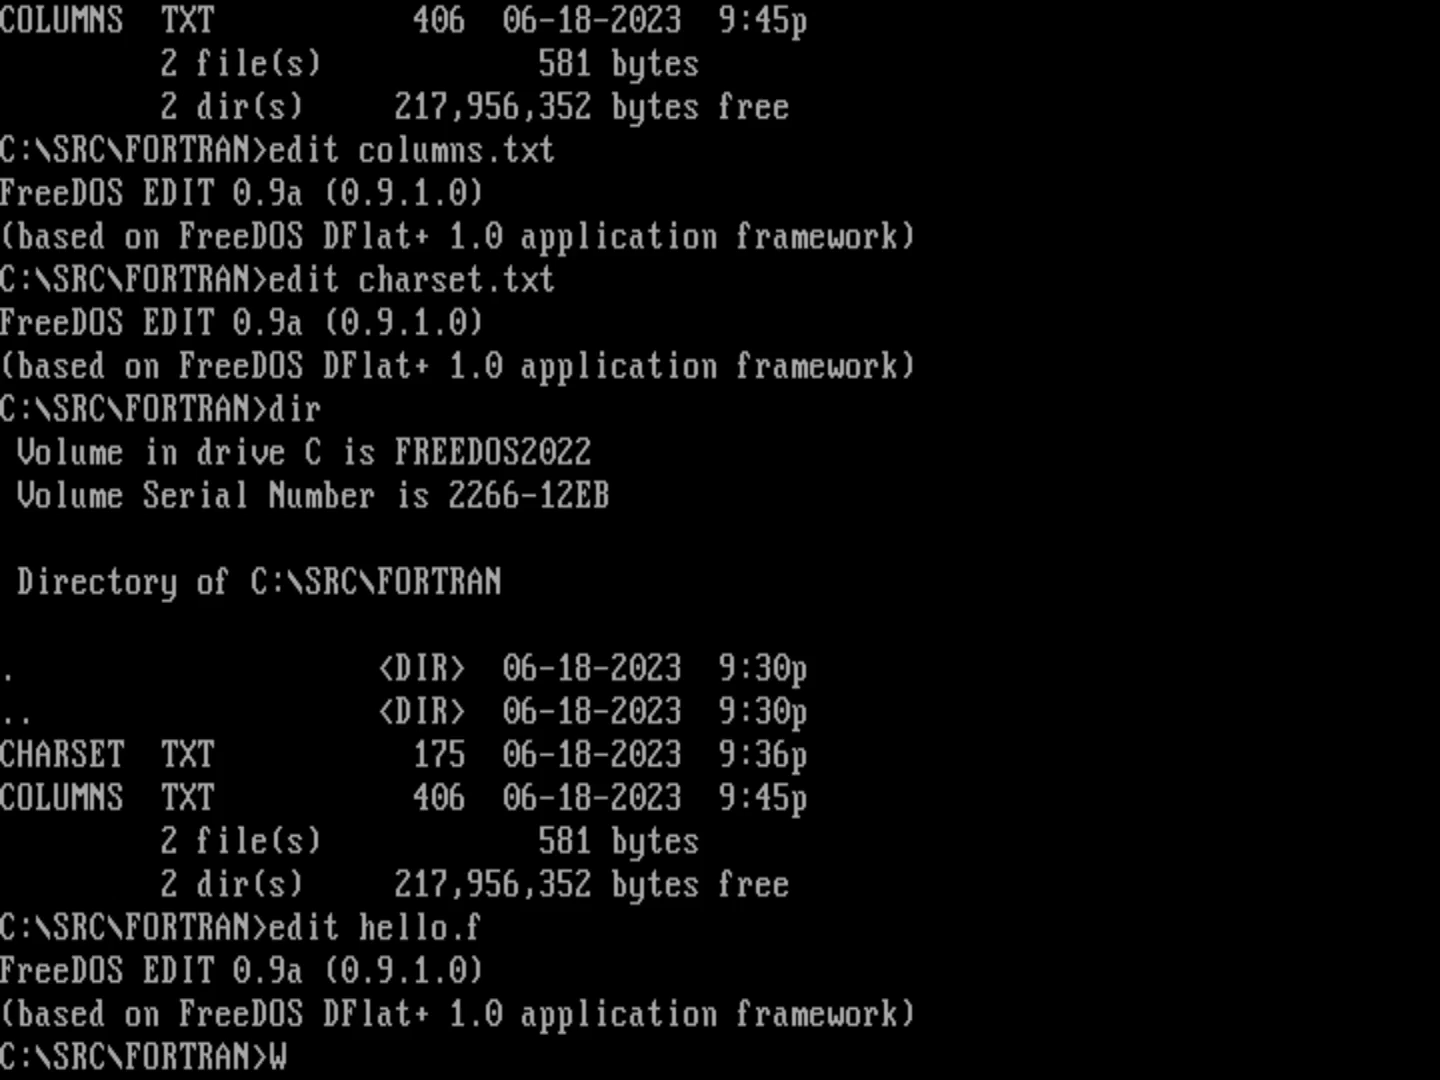 COLUMNS  TXT           406  06-18-2023  9:45p
         2 file(s)            581 bytes
         2 dir(s)     217,956,352 bytes free
C:\SRC\FORTRAN>edit columns.txt
FreeDOS EDIT 0.9a (0.9.1.0)
(based on FreeDOS DFlat+ 1.0 application framework)
C:\SRC\FORTRAN>edit charset.txt
FreeDOS EDIT 0.9a (0.9.1.0)
(based on FreeDOS DFlat+ 1.0 application framework)
C:\SRC\FORTRAN>dir
 Volume in drive C is FREEDOS2022
 Volume Serial Number is 2266-12EB
 Directory of C:\SRC\FORTRAN
.                    <DIR>  06-18-2023  9:30p
..                   <DIR>  06-18-2023  9:30p
CHARSET  TXT           175  06-18-2023  9:36p
COLUMNS  TXT           406  06-18-2023  9:45p
         2 file(s)            581 bytes
         2 dir(s)     217,956,352 bytes free
C:\SRC\FORTRAN>edit hello.f
FreeDOS EDIT 0.9a (0.9.1.0)
(based on FreeDOS DFlat+ 1.0 application framework)
C:\SRC\FORTRAN>W